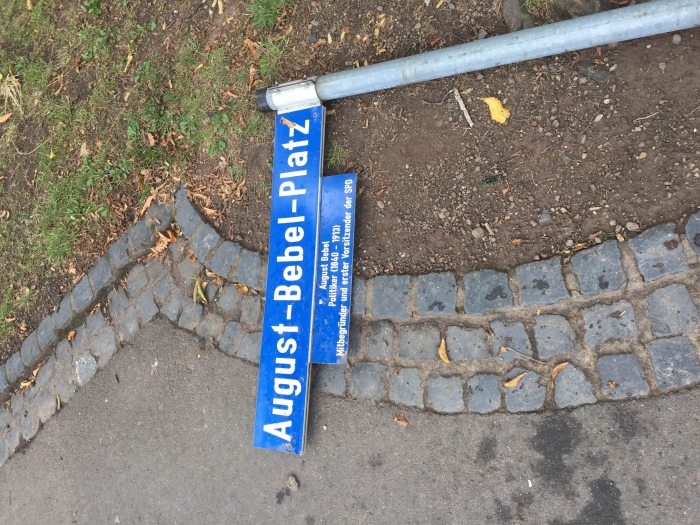 August-Bebel-Platz
August Bebel
Politiker (1840 - 1913)
Mitbegründer und erster Vorsitzender der SPD